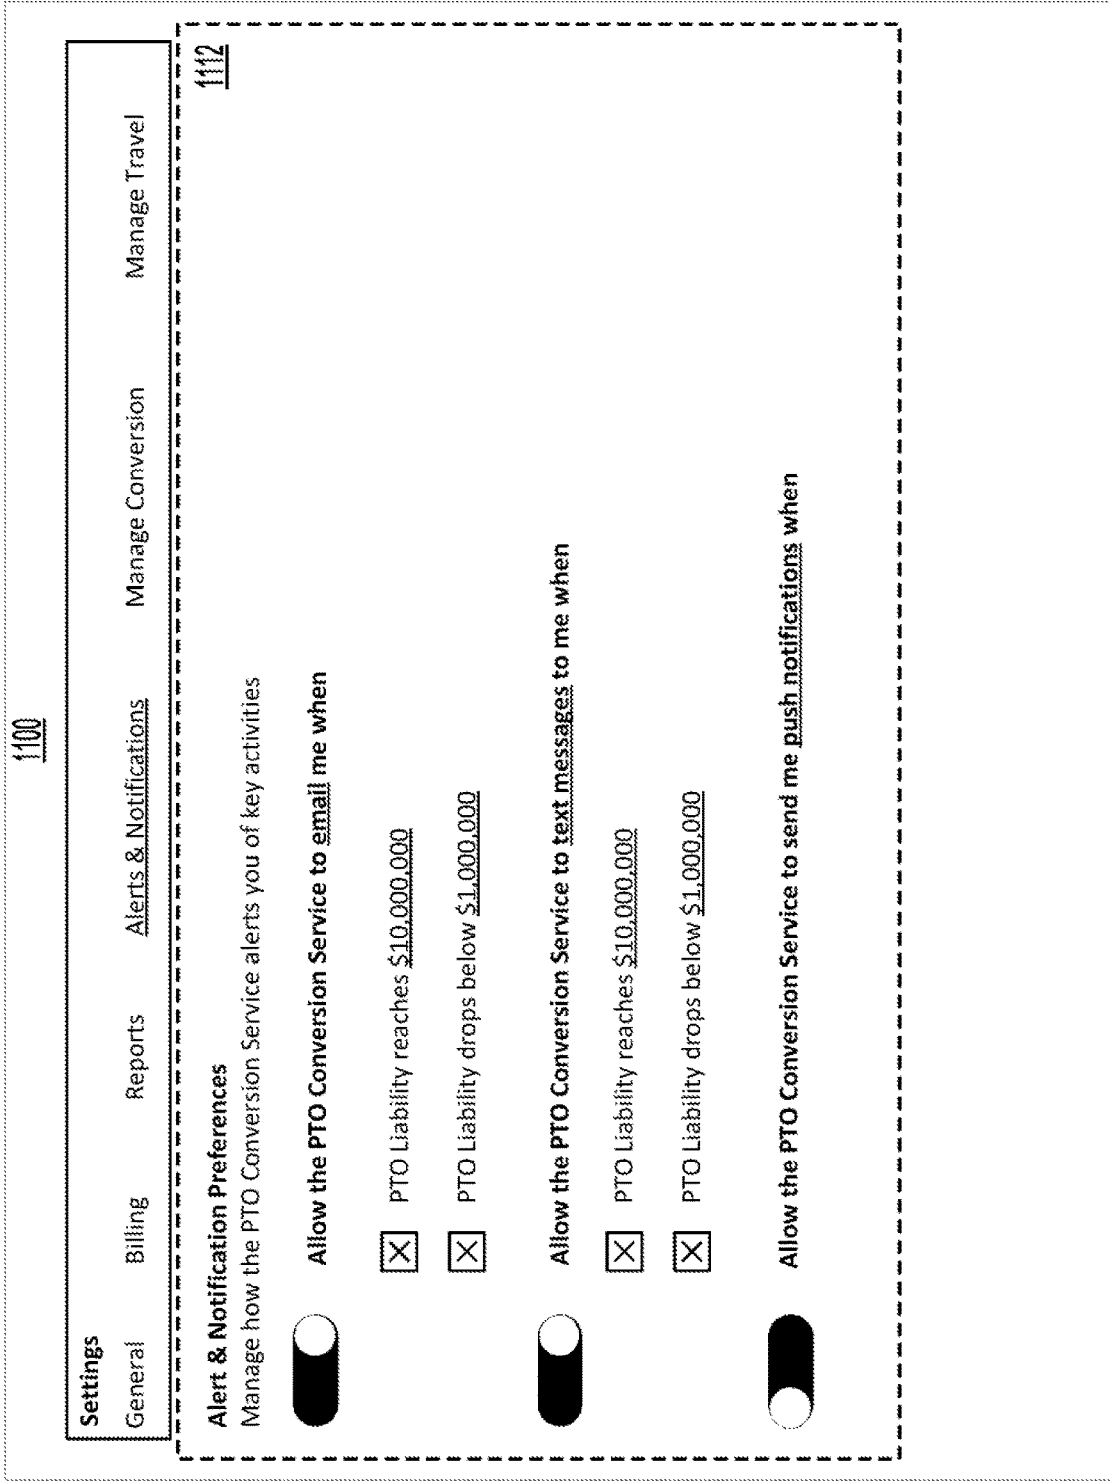 1100
Settings
General Billing Reports Alerts & Notifications Manage Conversion Manage Travel
1112
Alert & Notification Preferences
Manage how the PTO Conversion Service alerts you of key activities
Allow the PTO Conversion Service to email me when
PTO Liability reaches $10,000,000
PTO Liability drops below $1,000,000
Allow the PTO Conversion Service to text messages to me when
PTO Liability reaches $10,000,000
PTO Liability drops below $1,000,000
Allow the PTO Conversion Service to send me push notifications when